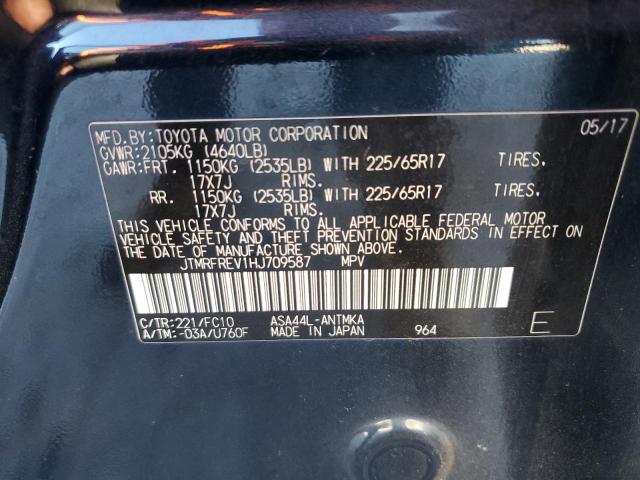 MFD.BY:TOYOTA MOTOR CORPORATION 05/17
GVWR:2105KG (4640LB)
GAWR:FRT. 1150KG (2535LB) WITH 225/65R17 TIRES.
17X7J RIMS.
RR. 1150KG (2535LB) WITH 225/65R17 TIRES.
17X7J RIMS.
THIS VEHICLE CONFORMS TO ALL APPLICABLE FEDERAL MOTOR
VEHICLE SAFETY AND THEFT PREVENTION STANDARDS IN EFFECT
ON THE DATE OF MANUFACTURE SHOWN ABOVE.
JTMRFREV1HJ709587 MPV
C/TR:221/FC10 ASA44L-ANTMKA
A/TM:-03A/U760F MADE IN JAPAN 964 E